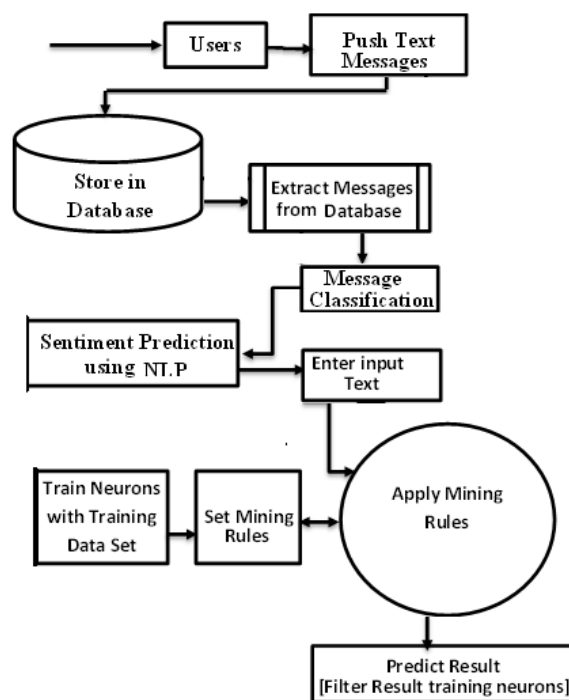 Users
Push Text
Messages
Store in
Database
Extract Messages
from Database
Message
Classification
Sentiment Prediction
using NT.P
Enter input
Text
Train Neurons
with Training
Data Set
Set Mining
Rules
Apply Mining
Rules
Predict Result
[Filter Result training neurons]